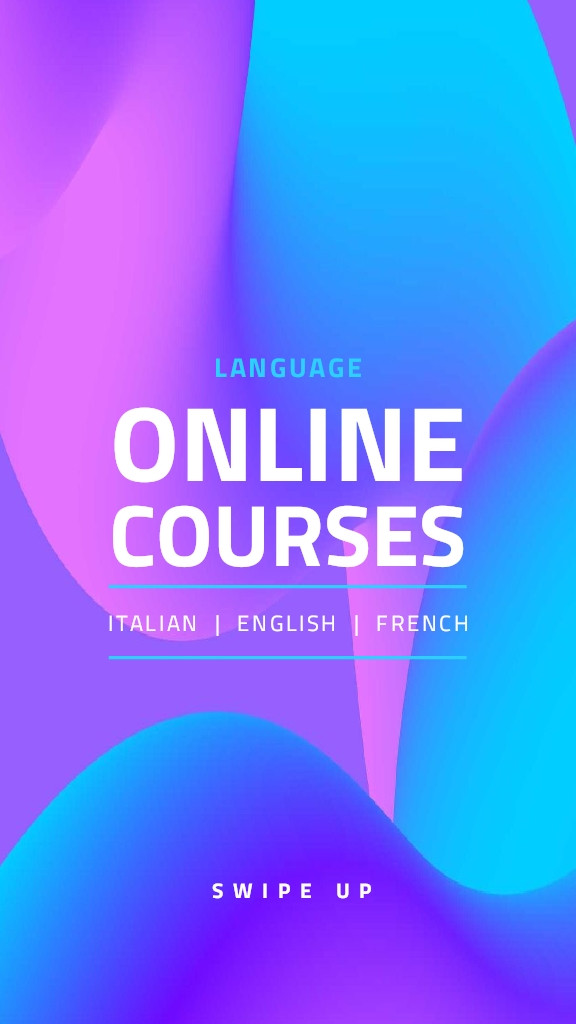 LANGUAGE
ONLINE
COURSES
ITALIAN | ENGLISH | FRENCH
SWIPE UP